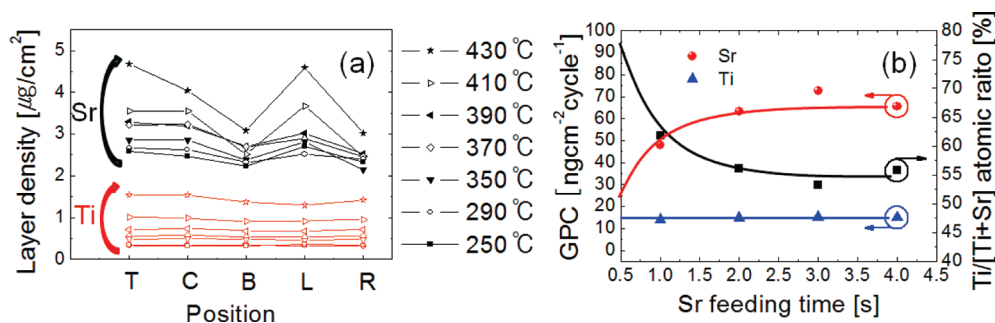 (a)
Layer density [μg/cm²]
5
4
3
2
1
0
Sr
Ti
T C B L R
Position
430℃
410℃
390℃
370℃
350℃
290℃
250℃
(b)
GPC [ ngcm⁻²cycle⁻¹]
100
90
80
70
60
50
40
30
20
10
0
Sr
Ti
0.5 1.0 1.5 2.0 2.5 3.0 3.5 4.0 4.5
Sr feeding time [s]
80
75
70
65
60
55
50
45
40
Ti/[Ti+Sr] atomic raito [%]